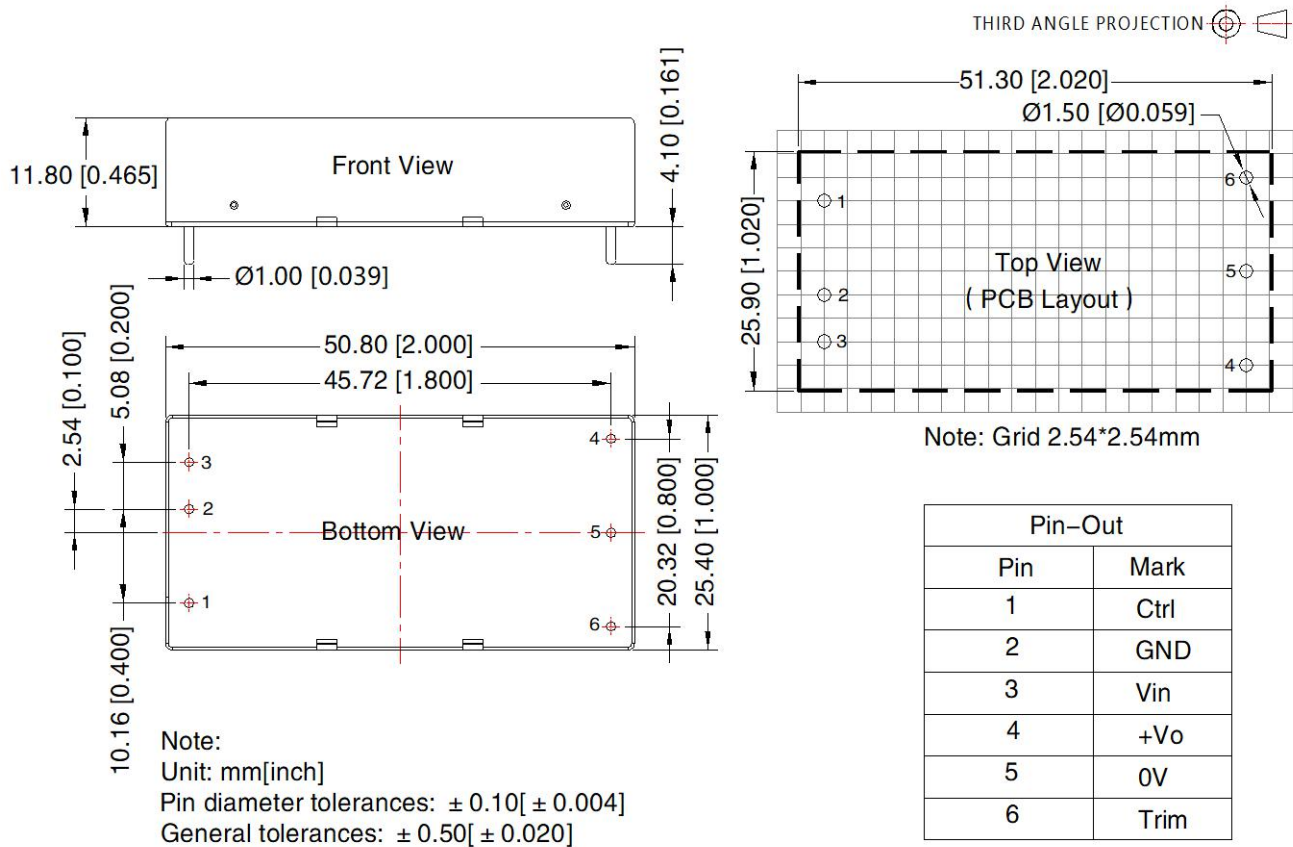 THIRD ANGLE PROJECTION
11.80 [0.465]
Front View
4.10 [0.161]
Ø1.00 [0.039]
51.30 [2.020]
Ø1.50 [Ø0.059]
25.90 [1.020]
1
2
3
6
5
4
Top View
( PCB Layout )
Note: Grid 2.54*2.54mm
50.80 [2.000]
45.72 [1.800]
2.54 [0.100]
5.08 [0.200]
10.16 [0.400]
3
2
1
4
5
6
Bottom View
20.32 [0.800]
25.40 [1.000]
Note:
Unit: mm[inch]
Pin diameter tolerances: ± 0.10[ ± 0.004]
General tolerances: ± 0.50[ ± 0.020]
Pin–Out
Pin Mark
1 Ctrl
2 GND
3 Vin
4 +Vo
5 0V
6 Trim